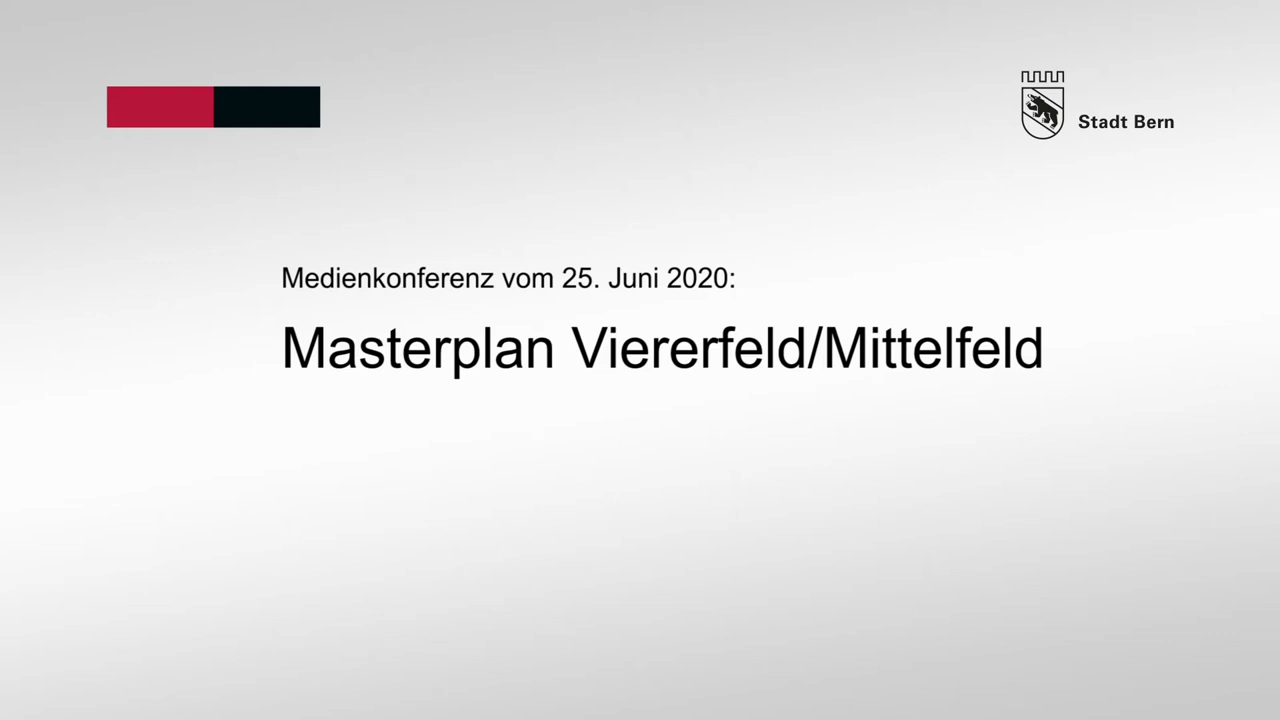 Stadt Bern
Medienkonferenz vom 25. Juni 2020:
Masterplan Viererfeld/Mittelfeld